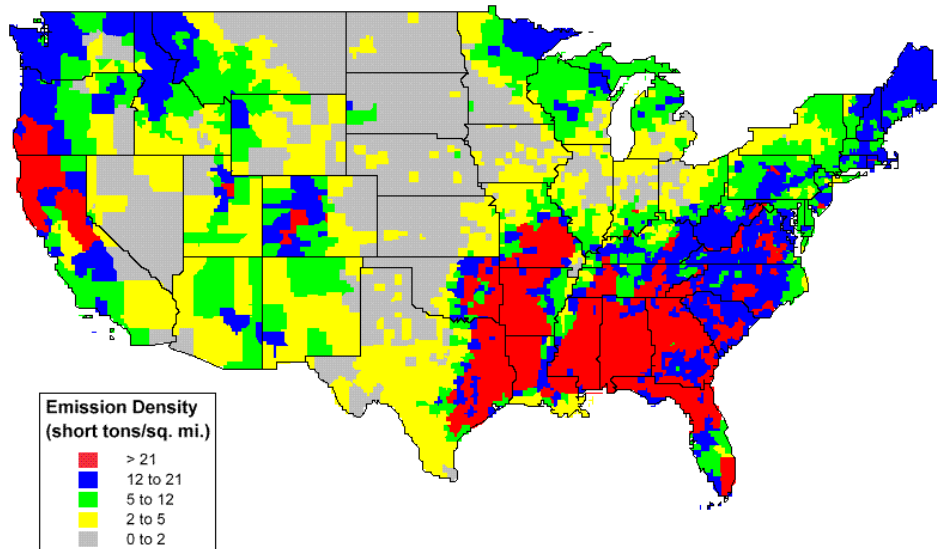 Emission Density
(short tons/sq. mi.)
> 21
12 to 21
5 to 12
2 to 5
0 to 2